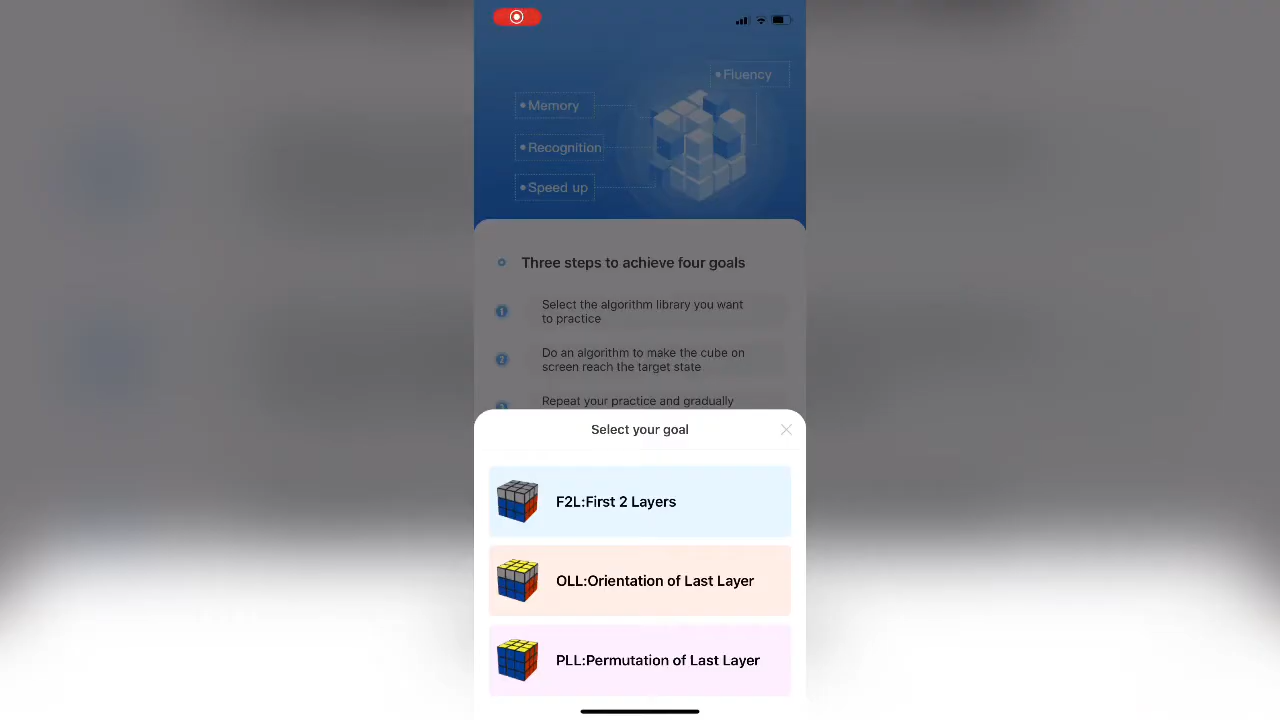 Fluency
Memory
Recognition
Speed up
Three steps to achieve four goals
1
Select the algorithm library you want
to practice
2
Do an algorithm to make the cube on
screen reach the target state
Repeat your practice and gradually
Select your goal
F2L:First 2 Layers
OLL:Orientation of Last Layer
PLL:Permutation of Last Layer